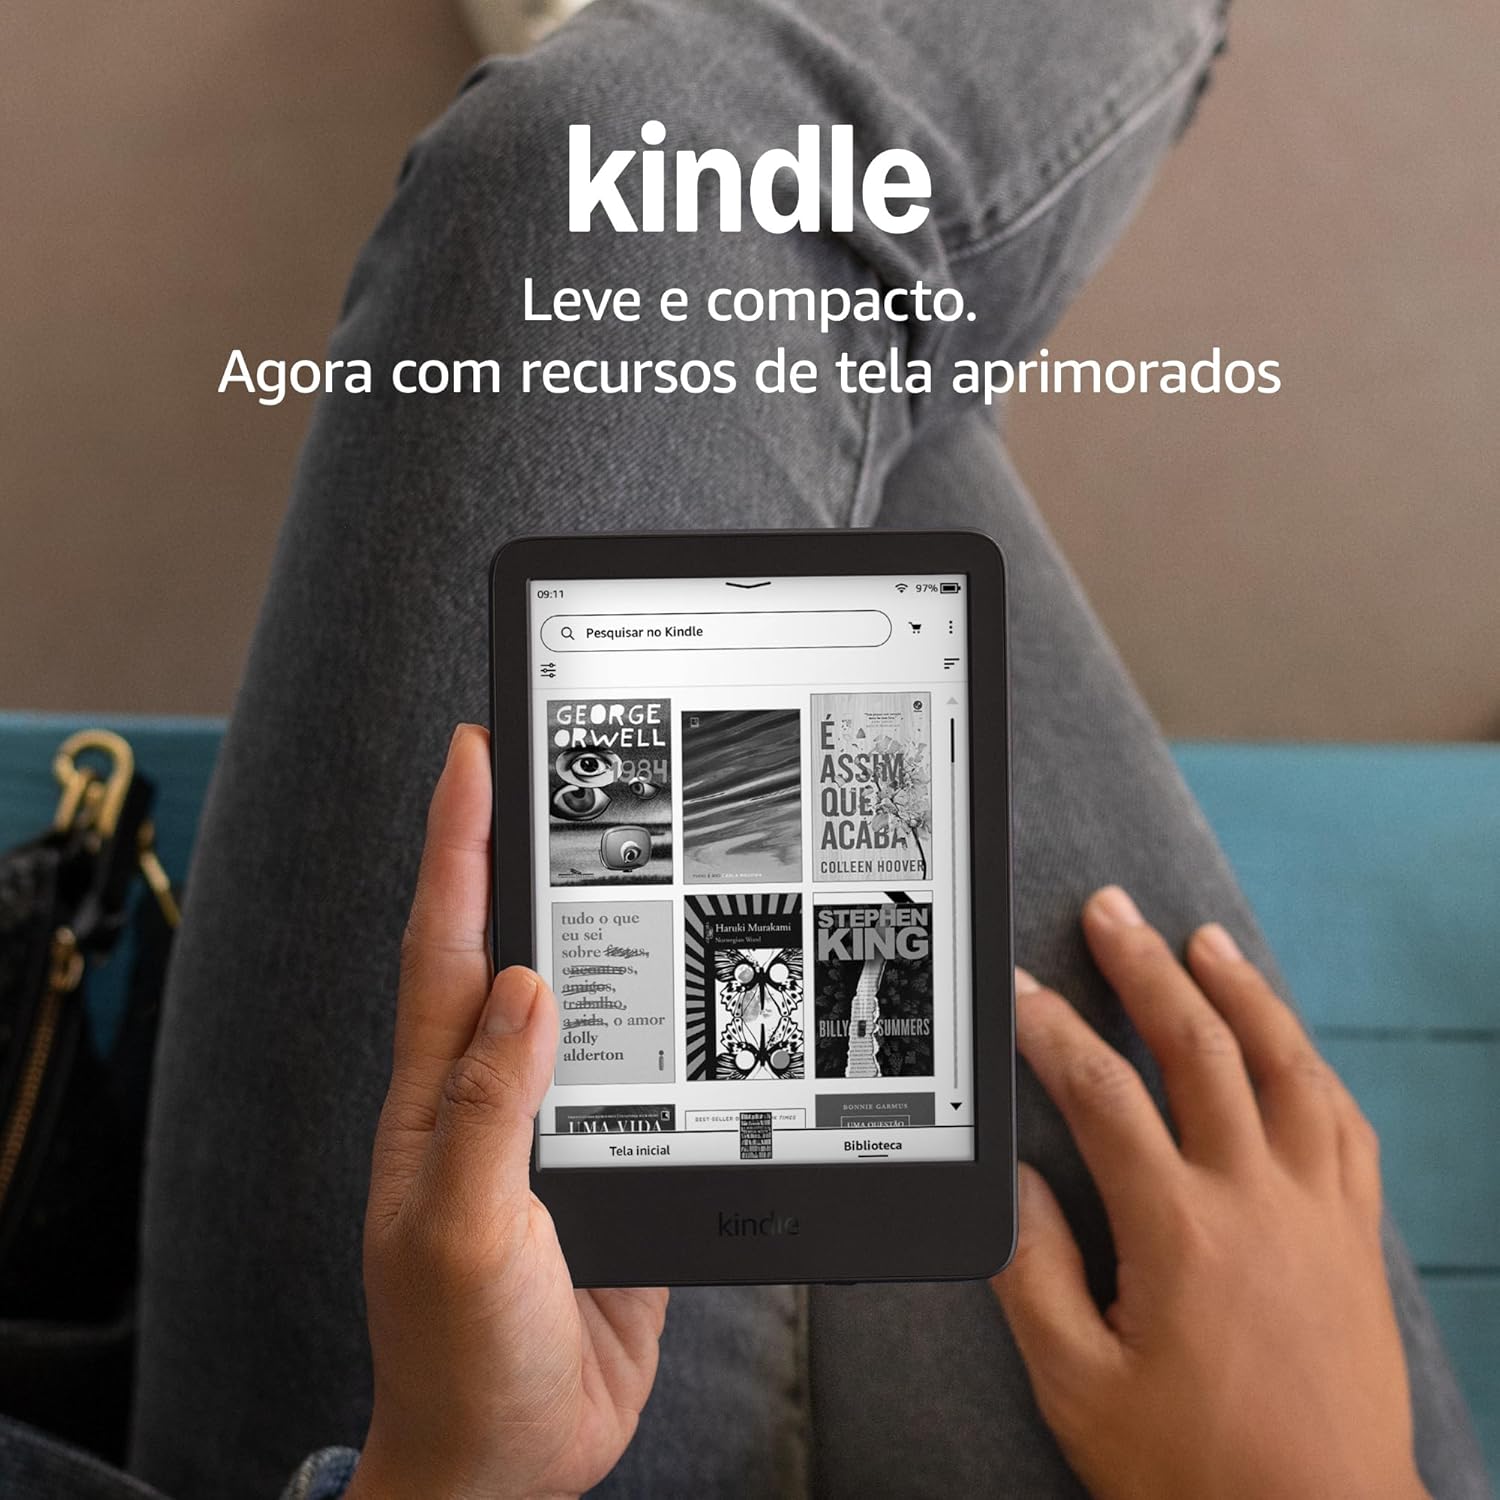 kindle
Leve e compacto.
Agora com recursos de tela aprimorados
09:11
97%
Pesquisar no Kindle
GEORGE
ORWELL
1984
É
ASSIM
QUE
ACABA
COLLEEN HOOVER
tudo o que
eu sei
sobre festas,
encontros,
amigos,
trabalho,
a vida, o amor
dolly
alderton
Haruki Murakami
Norwegian Wood
STEPHEN
KING
BILLY SUMMERS
UMA VIDA
BEST-SELLER
TIMES
BONNIE GARMUS
UMA QUESTÃO
Tela inicial
Biblioteca
kindle